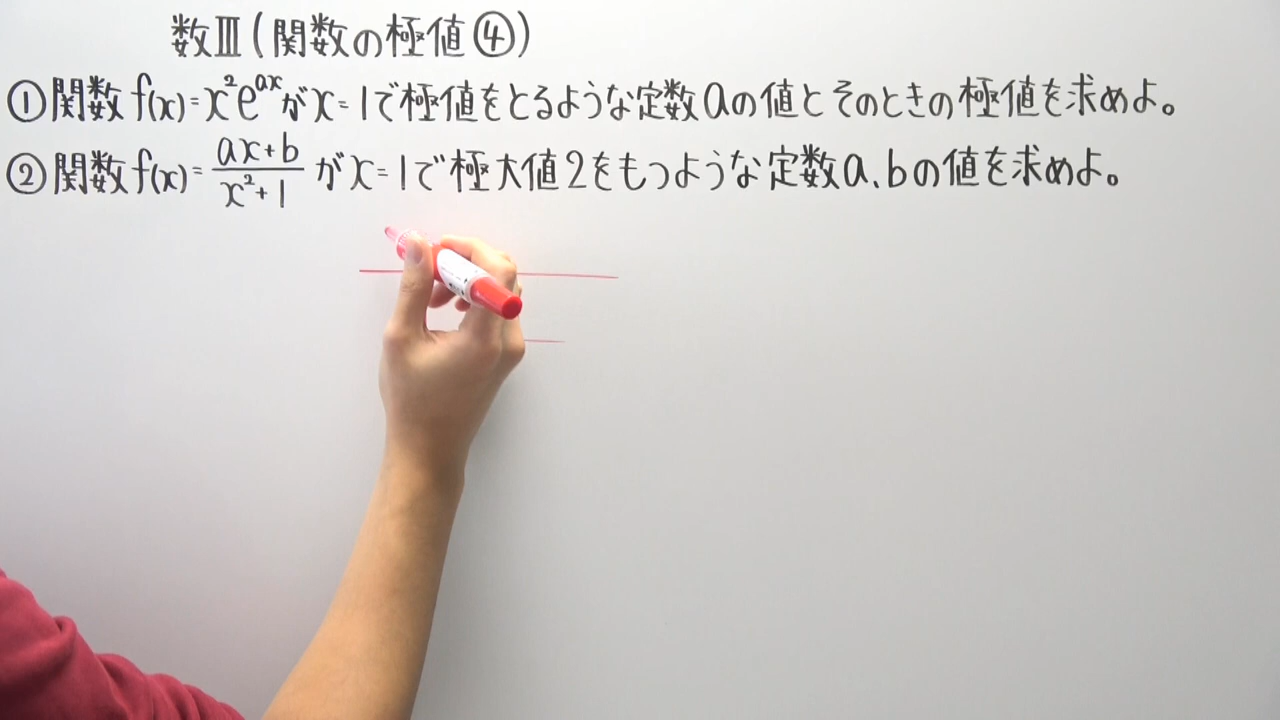 数Ⅲ(関数の極値④)
①関数f(x)=x²e^{ax}がx=1で極値をとるような定数aの値とそのときの極値を求めよ。
②関数f(x)=\frac{ax+b}{x²+1}がx=1で極大値2をもつような定数a、bの値を求めよ。